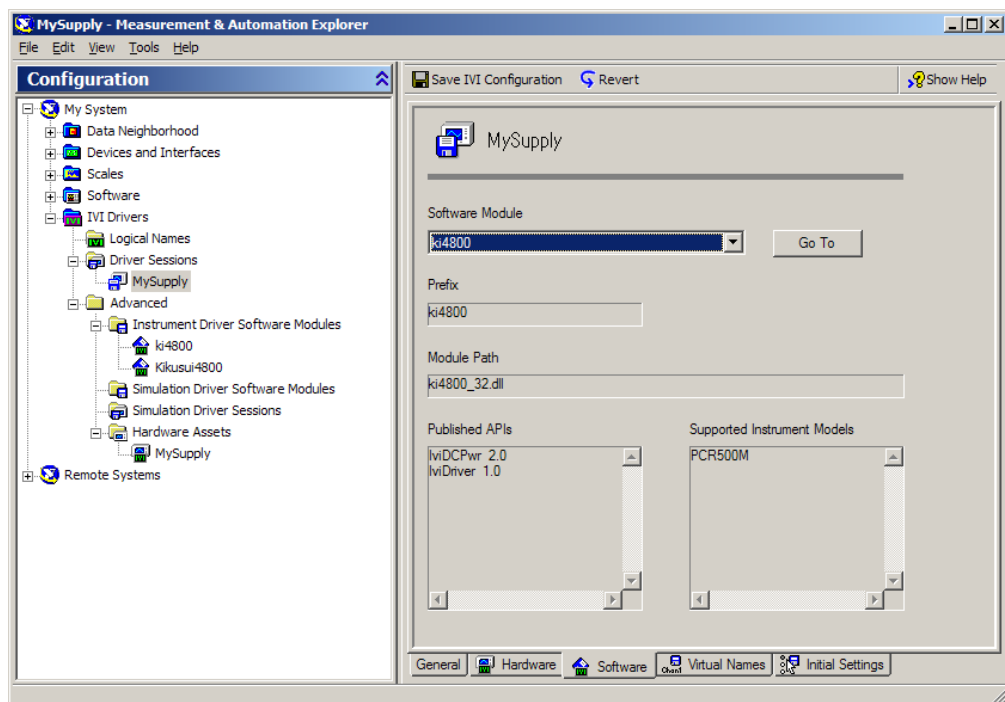 MySupply - Measurement & Automation Explorer
File Edit View Tools Help
Configuration
My System
Data Neighborhood
Devices and Interfaces
Scales
Software
IVI Drivers
Logical Names
Driver Sessions
MySupply
Advanced
Instrument Driver Software Modules
ki4800
Kikusui4800
Simulation Driver Software Modules
Simulation Driver Sessions
Hardware Assets
MySupply
Remote Systems
Save IVI Configuration Revert Show Help
MySupply
Software Module
ki4800 Go To
Prefix
ki4800
Module Path
ki4800_32.dll
Published APIs Supported Instrument Models
IviDCPwr 2.0 PCR500M
IviDriver 1.0
General Hardware Software Virtual Names Initial Settings